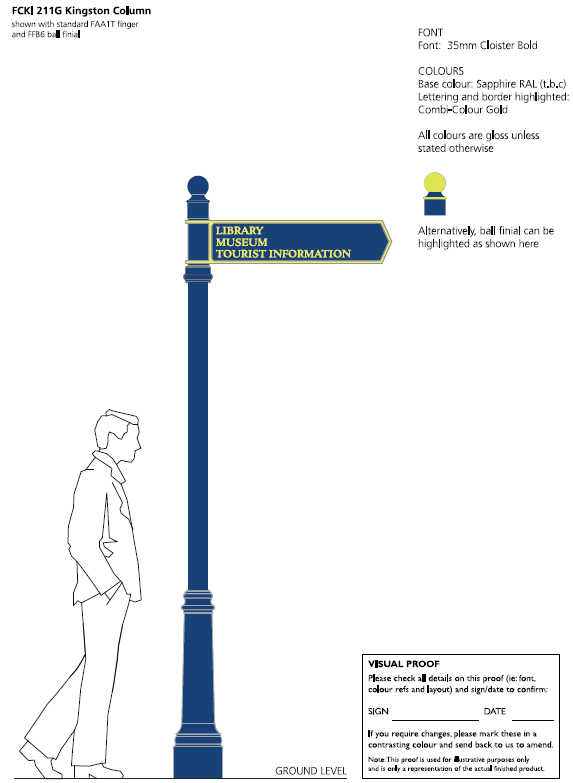 FCKI 211G Kingston Column
shown with standard FAA1T finger
and FFB6 ball finial
FONT
Font: 35mm Cloister Bold
COLOURS
Base colour: Sapphire RAL (t.b.c)
Lettering and border highlighted:
Combi-Colour Gold
All colours are gloss unless
stated otherwise
Alternatively, ball finial can be
highlighted as shown here
LIBRARY
MUSEUM
TOURIST INFORMATION
GROUND LEVEL
VISUAL PROOF
Please check all details on this proof (ie: font,
colour refs and layout) and sign/date to confirm:
SIGN DATE
If you require changes, please mark these in a
contrasting colour and send back to us to amend.
Note: This proof is used for illustrative purposes only
and is only a representation of the actual finished product.